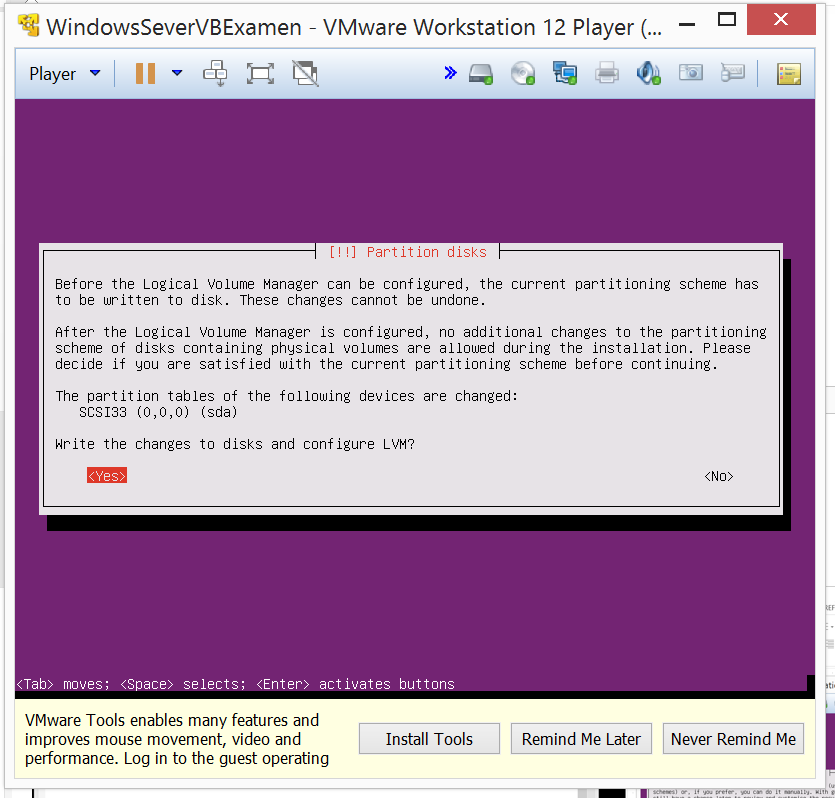 WindowsSeverVBExamen - VMware Workstation 12 Player (...
Player
[!!] Partition disks
Before the Logical Volume Manager can be configured, the current partitioning scheme has
to be written to disk. These changes cannot be undone.
After the Logical Volume Manager is configured, no additional changes to the partitioning
scheme of disks containing physical volumes are allowed during the installation. Please
decide if you are satisfied with the current partitioning scheme before continuing.
The partition tables of the following devices are changed:
SCSI33 (0,0,0) (sda)
Write the changes to disks and configure LVM?
<Yes> <No>
<Tab> moves; <Space> selects; <Enter> activates buttons
VMware Tools enables many features and
improves mouse movement, video and
performance. Log in to the guest operating
Install Tools Remind Me Later Never Remind Me